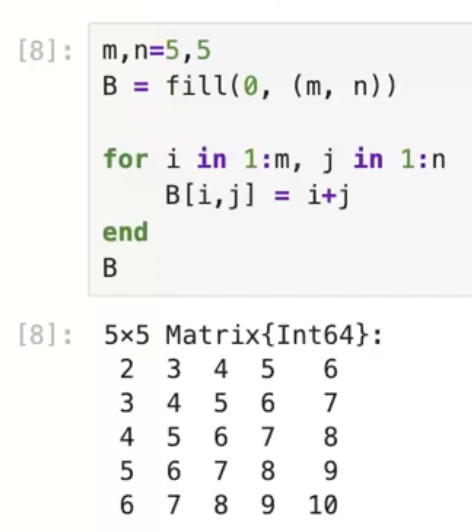 [8]: m,n=5,5
B = fill(0, (m, n))

for i in 1:m, j in 1:n
    B[i,j] = i+j
end
B
[8]: 5×5 Matrix{Int64}:
 2  3  4  5   6
 3  4  5  6   7
 4  5  6  7   8
 5  6  7  8   9
 6  7  8  9  10